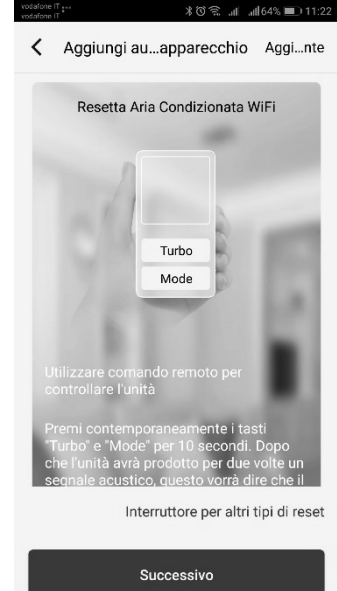 vodafone IT
vodafone IT
64% 11:22
Aggiungi au...apparecchio Aggi...nte
Resetta Aria Condizionata WiFi
Turbo
Mode
Utilizzare comando remoto per
controllare l'unità
Premi contemporaneamente i tasti
"Turbo" e "Mode" per 10 secondi. Dopo
che l'unità avrà prodotto per due volte un
segnale acustico, questo vorrà dire che il
Interruttore per altri tipi di reset
Successivo